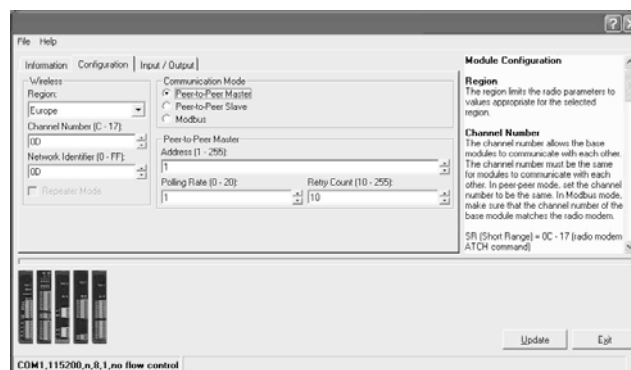 File Help
Information Configuration Input / Output
Wireless
Region:
Europe
Channel Number (C - 17):
0D
Network Identifier (0 - FF):
0D
Repeater Mode
Communication Mode
Peer-to-Peer Master
Peer-to-Peer Slave
Modbus
Peer-to-Peer Master
Address (1 - 255):
1
Polling Rate (0 - 20):
1
Retry Count (10 - 255):
10
Module Configuration
Region
The region limits the radio parameters to
values appropriate for the selected
region.
Channel Number
The channel number allows the base
modules to communicate with each other.
The channel number must be the same
for modules to communicate with each
other. In peer-peer mode, set the channel
number to be the same. In Modbus mode,
make sure that the channel number of the
base module matches the radio modem.
SR (Short Range) = 0C - 17 (radio modem
ATCH command)
Update
Exit
COM1,115200,n,8,1,no flow control